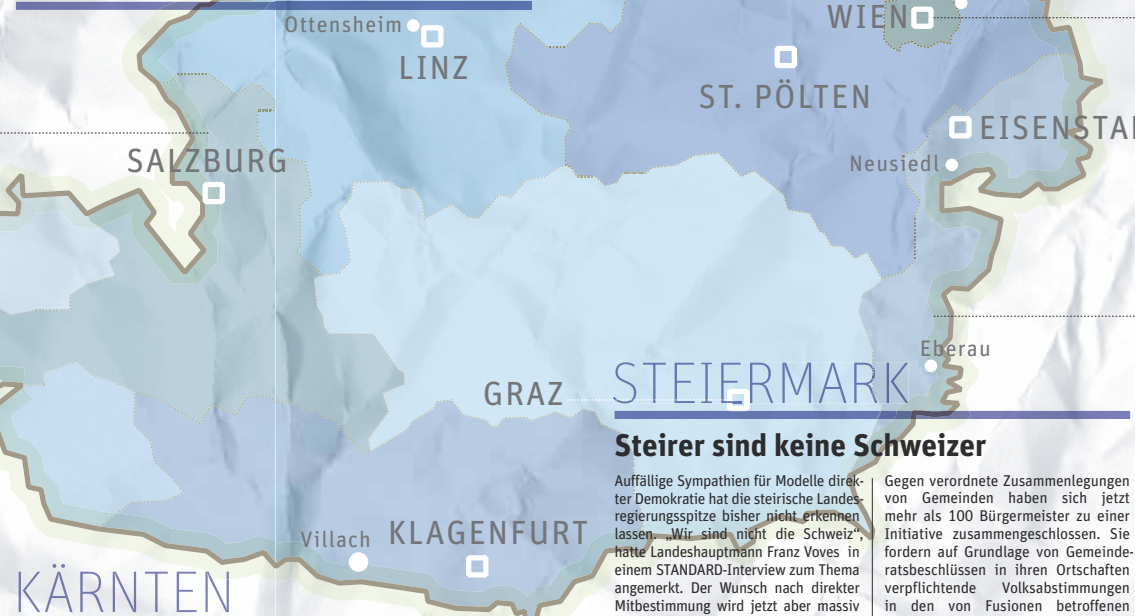 Ottensheim
LINZ
WIEN
ST. PÖLTEN
EISENSTA
SALZBURG
Neusiedl
Eberau
GRAZ
STEIERMARK
Steirer sind keine Schweizer
Auffällige Sympathien für Modelle direk-
ter Demokratie hat die steirische Landes-
regierungsspitze bisher nicht erkennen
lassen. „Wir sind nicht die Schweiz“,
hatte Landeshauptmann Franz Voves in
einem STANDARD-Interview zum Thema
angemerkt. Der Wunsch nach direkter
Mitbestimmung wird jetzt aber massiv
Gegen verordnete Zusammenlegungen
von Gemeinden haben sich jetzt
mehr als 100 Bürgermeister zu einer
Initiative zusammengeschlossen. Sie
fordern auf Grundlage von Gemeinde-
ratsbeschlüssen in ihren Ortschaften
verpflichtende Volksabstimmungen
in den von Fusionen betroffenen
Villach
KLAGENFURT
KÄRNTEN